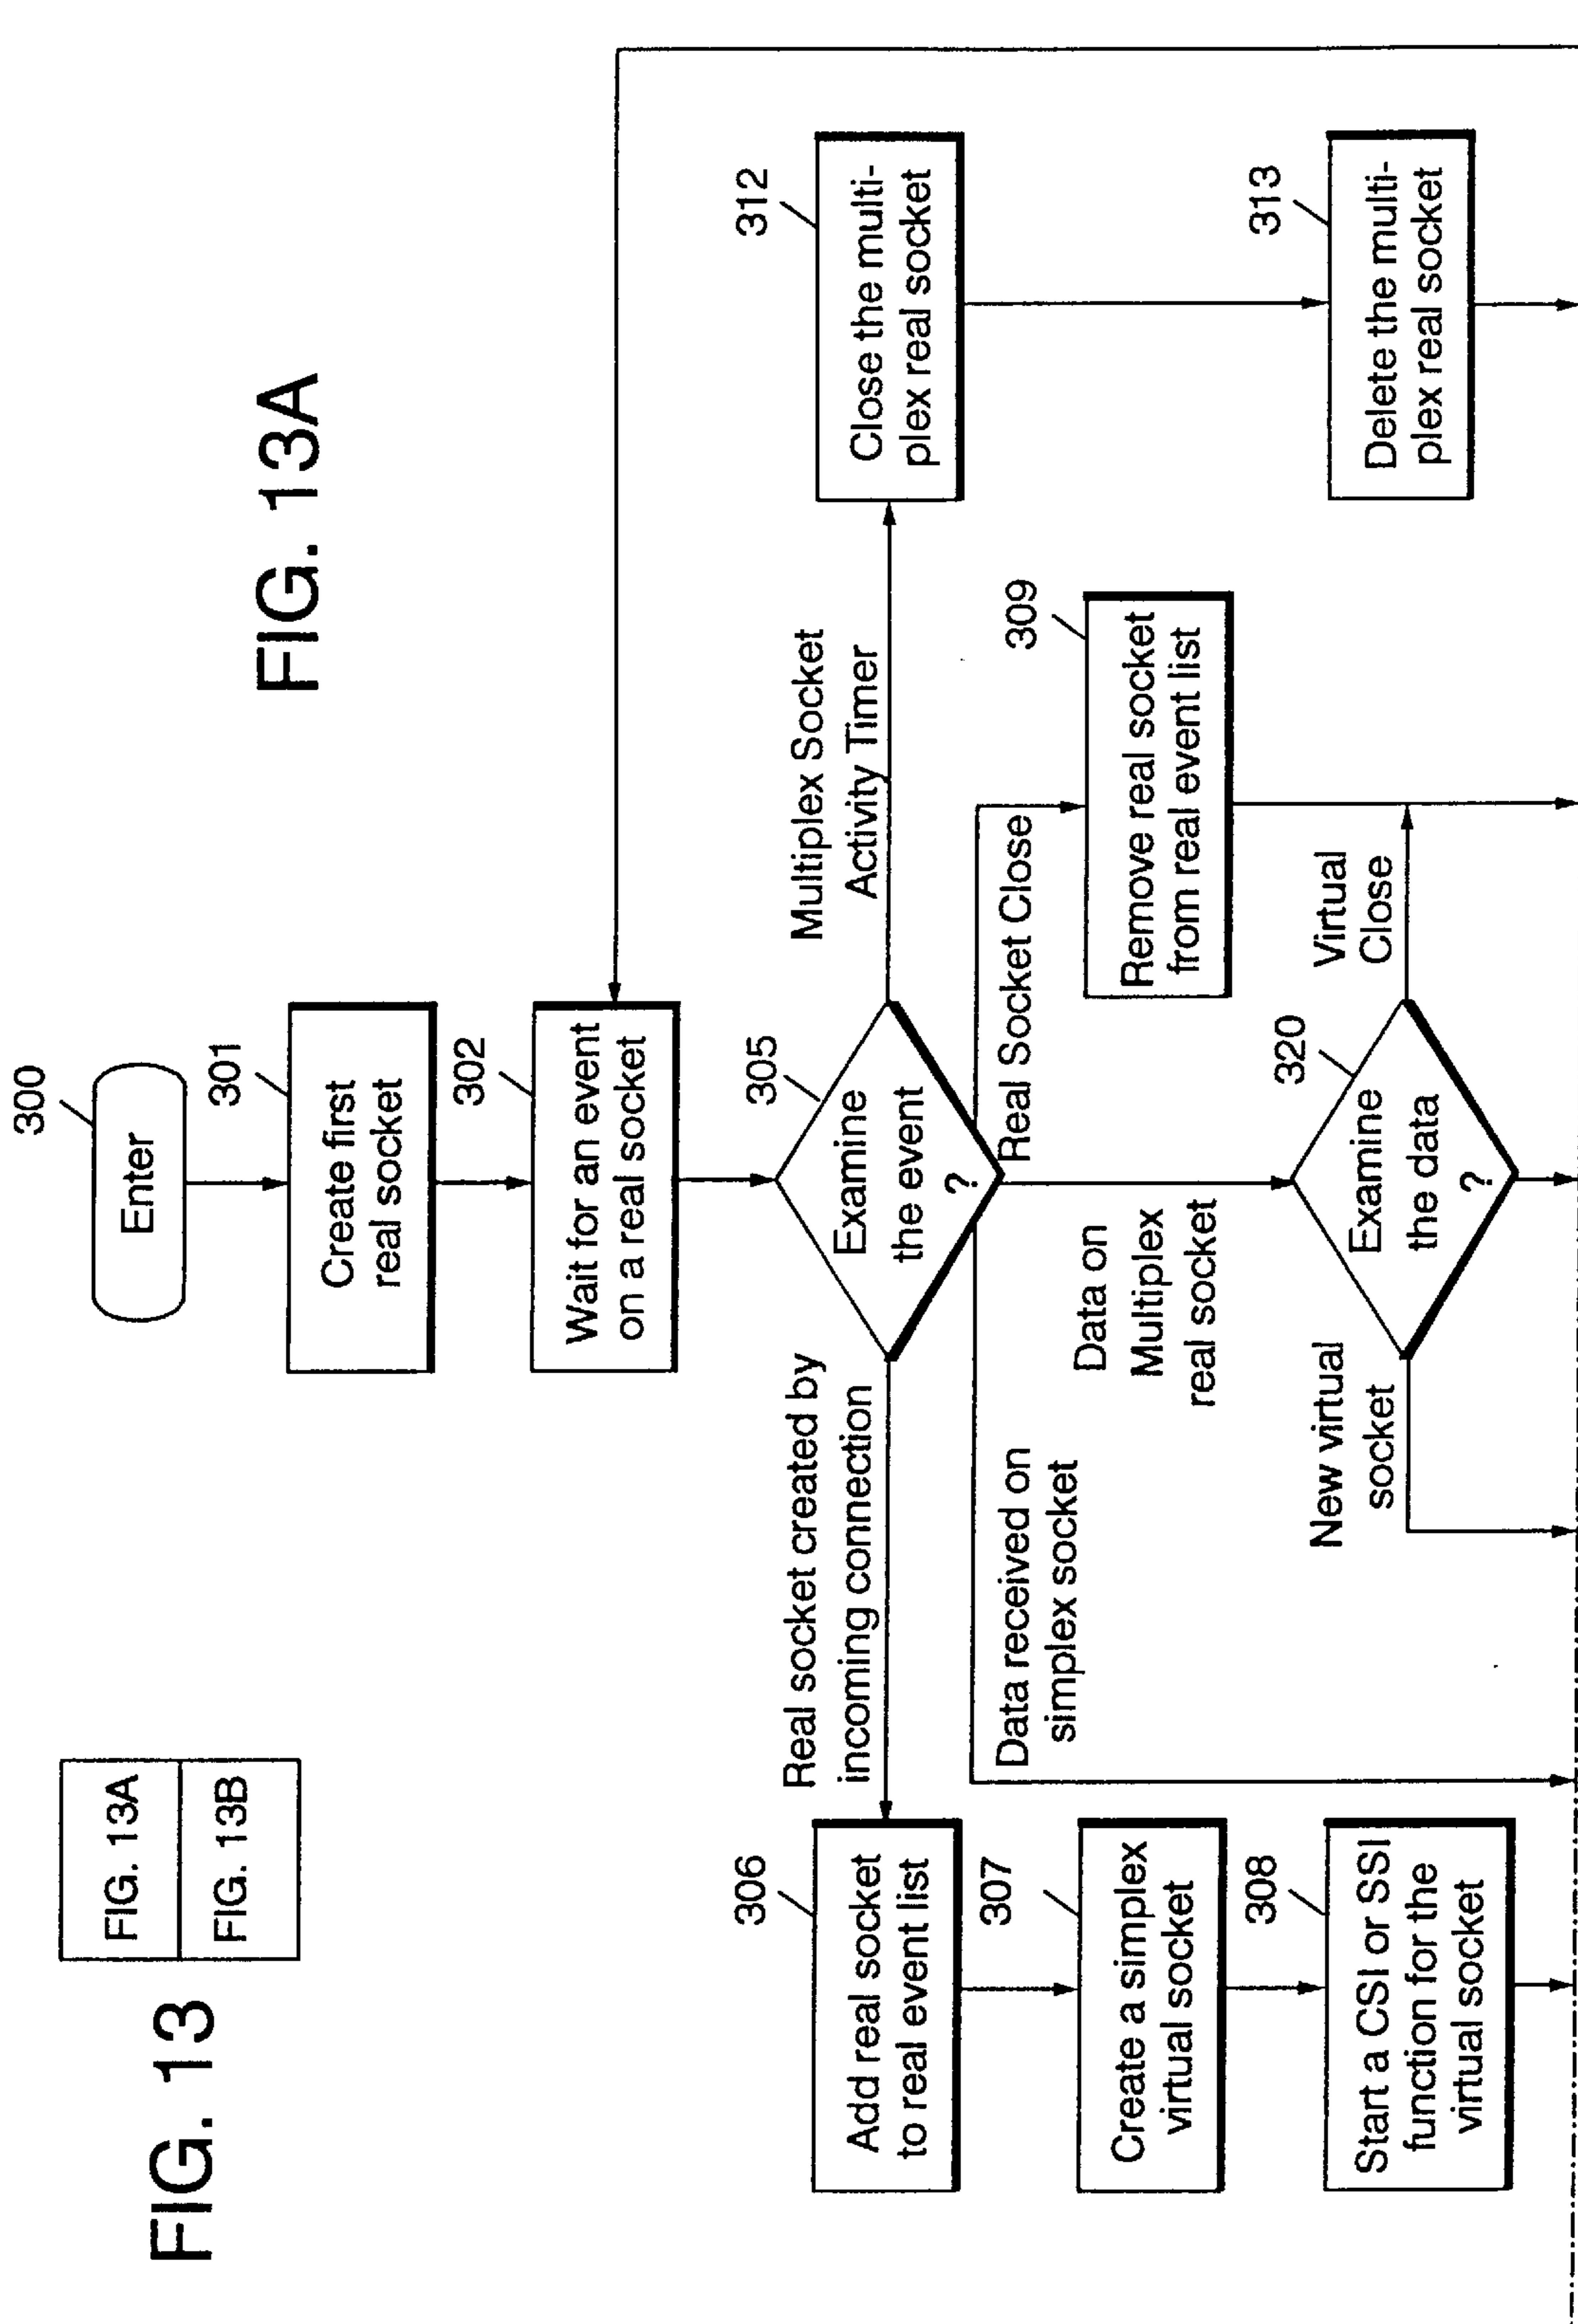 FIG. 13
FIG. 13A
FIG. 13B
FIG. 13A
300
Enter
301
Create first
real socket
302
Wait for an event
on a real socket
305
Examine
the event
?
Real socket created by
incoming connection
Multiplex Socket
Activity Timer
306
Add real socket
to real event list
307
Create a simplex
virtual socket
308
Start a CSI or SSI
function for the
virtual socket
Data received on
simplex socket
Data on
Multiplex
real socket
Real Socket Close
309
Remove real socket
from real event list
312
Close the multi-
plex real socket
313
Delete the multi-
plex real socket
320
Examine
the data
?
New virtual
socket
Virtual
Close